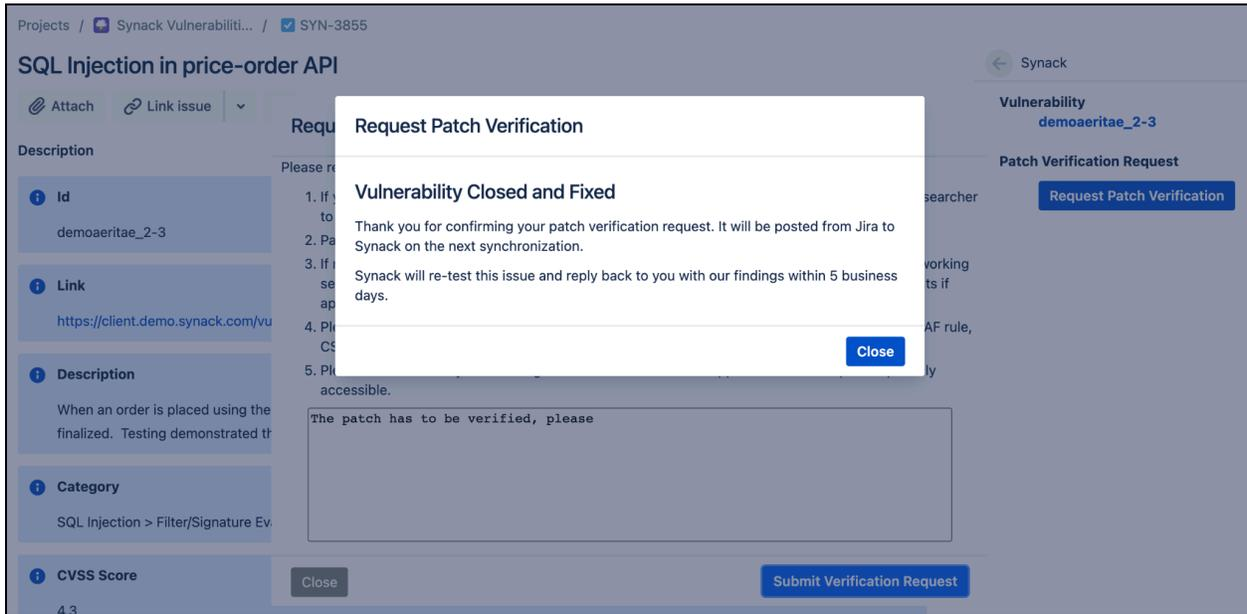 Projects / Synack Vulnerabiliti... / SYN-3855
SQL Injection in price-order API
Attach Link issue
Synack
Vulnerability
demoaeritae_2-3
Patch Verification Request
Request Patch Verification
Description
Id
demoaeritae_2-3
Link
https://client.demo.synack.com/vu
Description
When an order is placed using the
finalized. Testing demonstrated th
Category
SQL Injection > Filter/Signature Ev
CVSS Score
4.3
Requ
Please re
1. If searcher
to
2. Pa
3. If working
se ts if
ap
4. Ple AF rule,
CS
5. Ple ly
accessible.
The patch has to be verified, please
Close Submit Verification Request
Request Patch Verification
Vulnerability Closed and Fixed
Thank you for confirming your patch verification request. It will be posted from Jira to
Synack on the next synchronization.
Synack will re-test this issue and reply back to you with our findings within 5 business
days.
Close